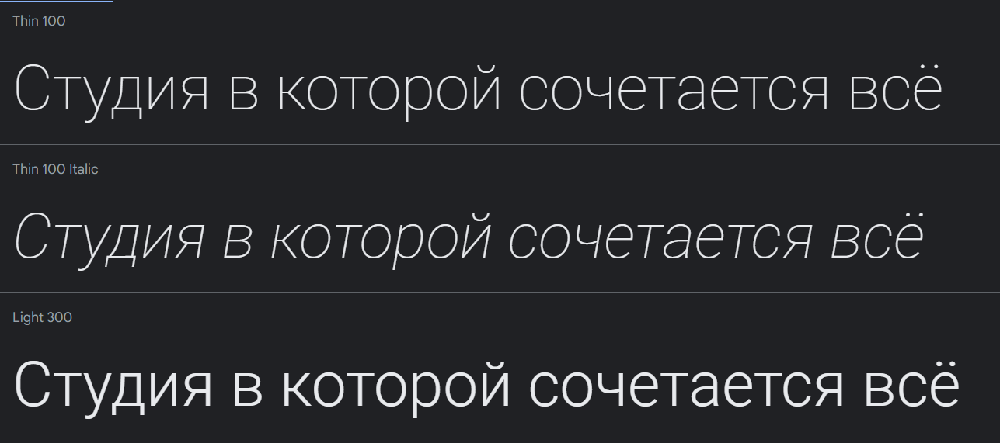 Thin 100
Студия в которой сочетается всё
Thin 100 Italic
Студия в которой сочетается всё
Light 300
Студия в которой сочетается всё